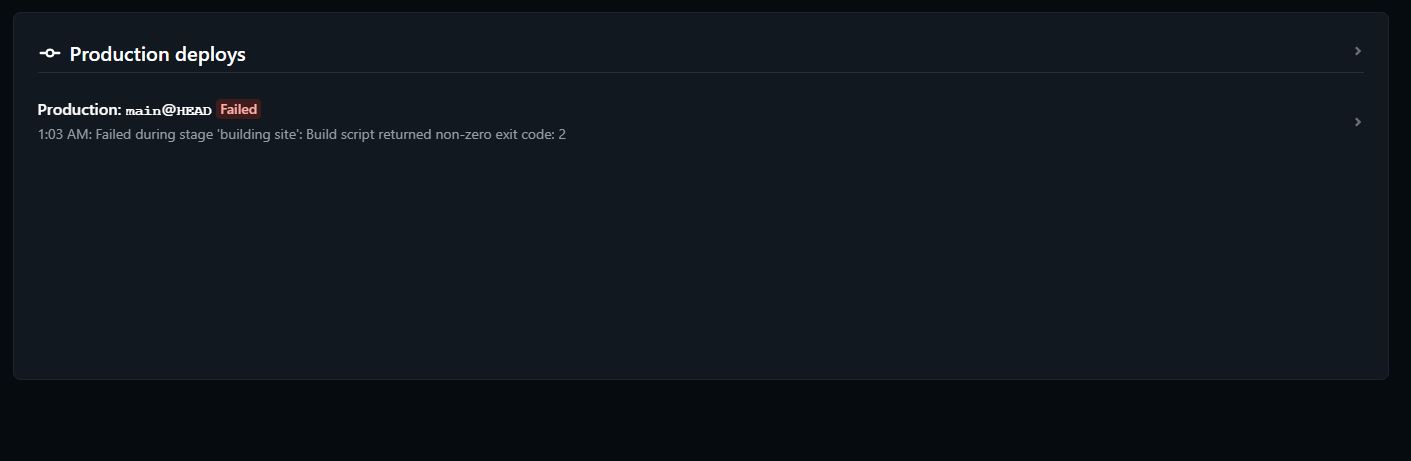 Production deploys
Production: main@HEAD Failed
1:03 AM: Failed during stage 'building site': Build script returned non-zero exit code: 2